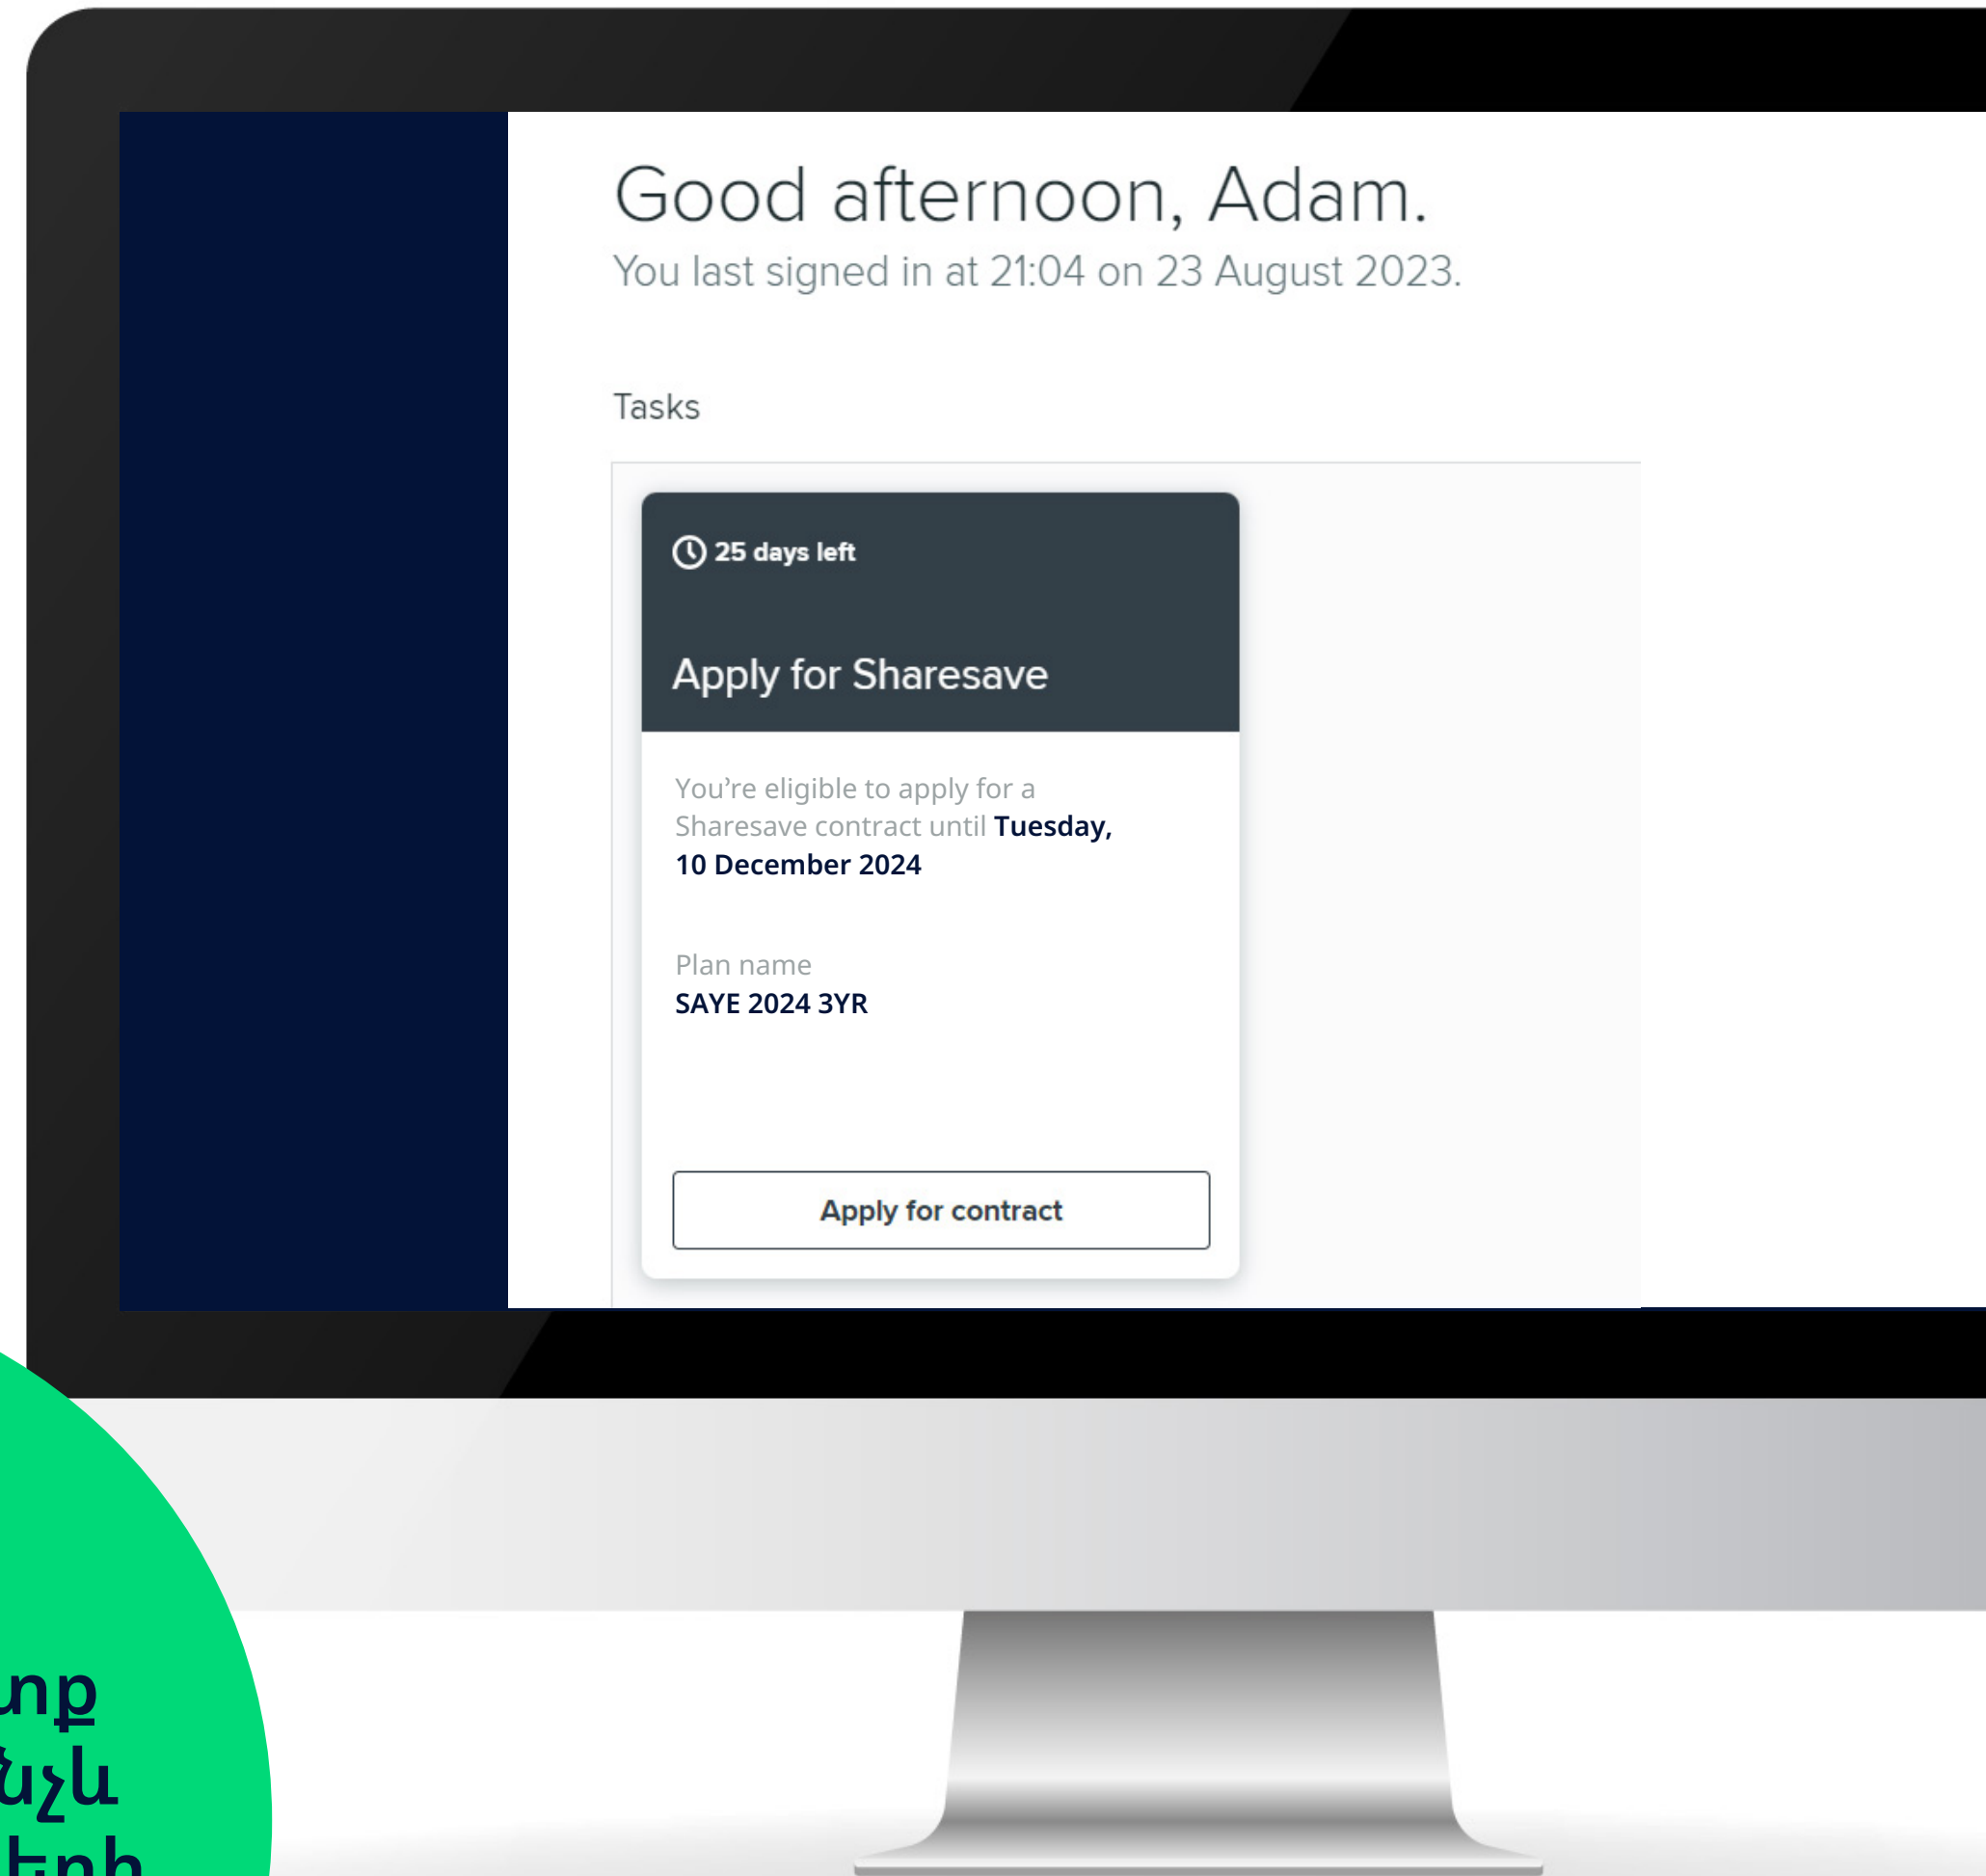 Good afternoon, Adam.
You last signed in at 21:04 on 23 August 2023.
Tasks
25 days left
Apply for Sharesave
You’re eligible to apply for a
Sharesave contract until Tuesday,
10 December 2024
Plan name
SAYE 2024 3YR
Apply for contract